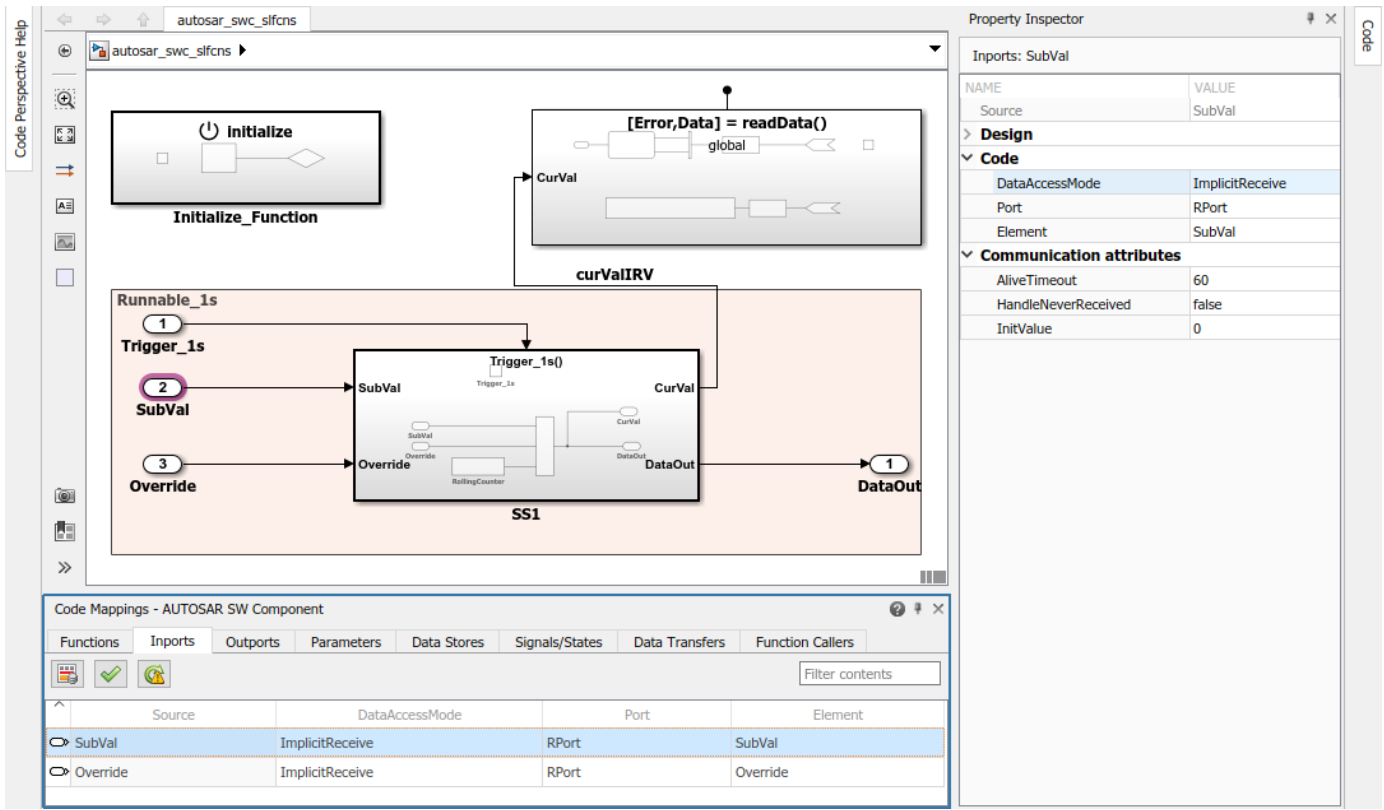 Code Perspective Help
autosar_swc_slfcns
autosar_swc_slfcns
initialize
Initialize_Function
[Error,Data] = readData()
global
CurVal
curValIRV
Runnable_1s
1
Trigger_1s
2
SubVal
3
Override
Trigger_1s()
Trigger_1s
SubVal
CurVal
SubVal
CurVal
Override
Override
DataOut
DataOut
RollingCounter
SS1
1
DataOut
Code Mappings - AUTOSAR SW Component
Functions Inports Outports Parameters Data Stores Signals/States Data Transfers Function Callers
Filter contents
Source DataAccessMode Port Element
SubVal ImplicitReceive RPort SubVal
Override ImplicitReceive RPort Override
Property Inspector
Inports: SubVal
NAME VALUE
Source SubVal
Design
Code
DataAccessMode ImplicitReceive
Port RPort
Element SubVal
Communication attributes
AliveTimeout 60
HandleNeverReceived false
InitValue 0
Code